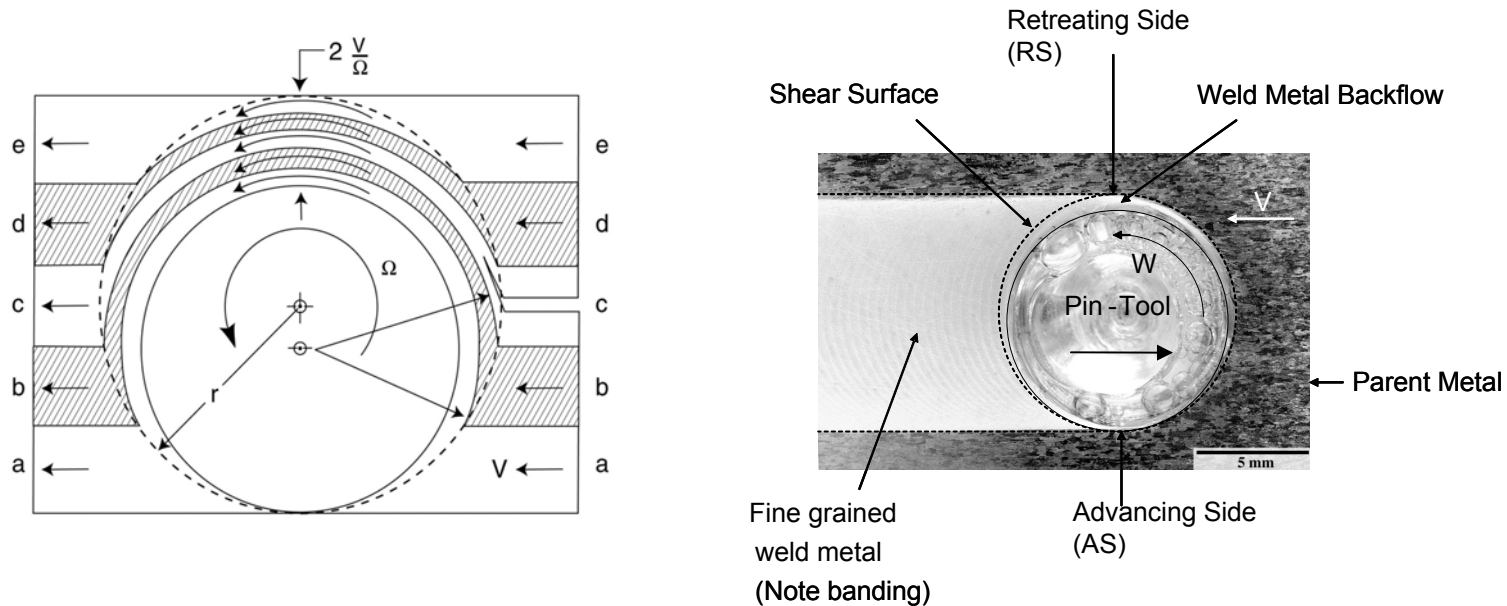 2 V/Ω
e
e
d
d
Ω
c
c
r
b
b
a
V
a
Retreating Side
(RS)
Shear Surface
Weld Metal Backflow
V
W
Pin - Tool
Parent Metal
5 mm
Fine grained
weld metal
(Note banding)
Advancing Side
(AS)